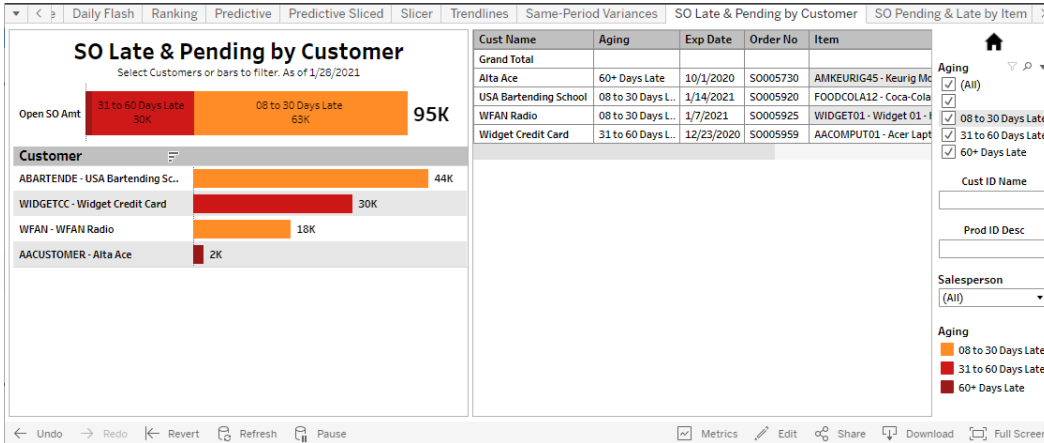 Daily Flash Ranking Predictive Predictive Sliced Slicer Trendlines Same-Period Variances SO Late & Pending by Customer SO Pending & Late by Item
SO Late & Pending by Customer
Select Customers or bars to filter. As of 1/28/2021
Open SO Amt
31 to 60 Days Late
30K
08 to 30 Days Late
63K
95K
Customer
ABARTENDE - USA Bartending Sc.. 44K
WIDGETCC - Widget Credit Card 30K
WFAN - WFAN Radio 18K
AACUSTOMER - Alta Ace 2K
Cust Name Aging Exp Date Order No Item
Grand Total
Alta Ace 60+ Days Late 10/1/2020 SO005730 AMKEURIG45 - Keurig Mo
USA Bartending School 08 to 30 Days L.. 1/14/2021 SO005920 FOODCOLA12 - Coca-Cola
WFAN Radio 08 to 30 Days L.. 1/7/2021 SO005925 WIDGET01 - Widget 01 -
Widget Credit Card 31 to 60 Days L.. 12/23/2020 SO005959 AACOMPUT01 - Acer Lapt
Aging
(All)
08 to 30 Days Late
31 to 60 Days Late
60+ Days Late
Cust ID Name
Prod ID Desc
Salesperson
(All)
Aging
08 to 30 Days Late
31 to 60 Days Late
60+ Days Late
Undo Redo Revert Refresh Pause Metrics Edit Share Download Full Screen